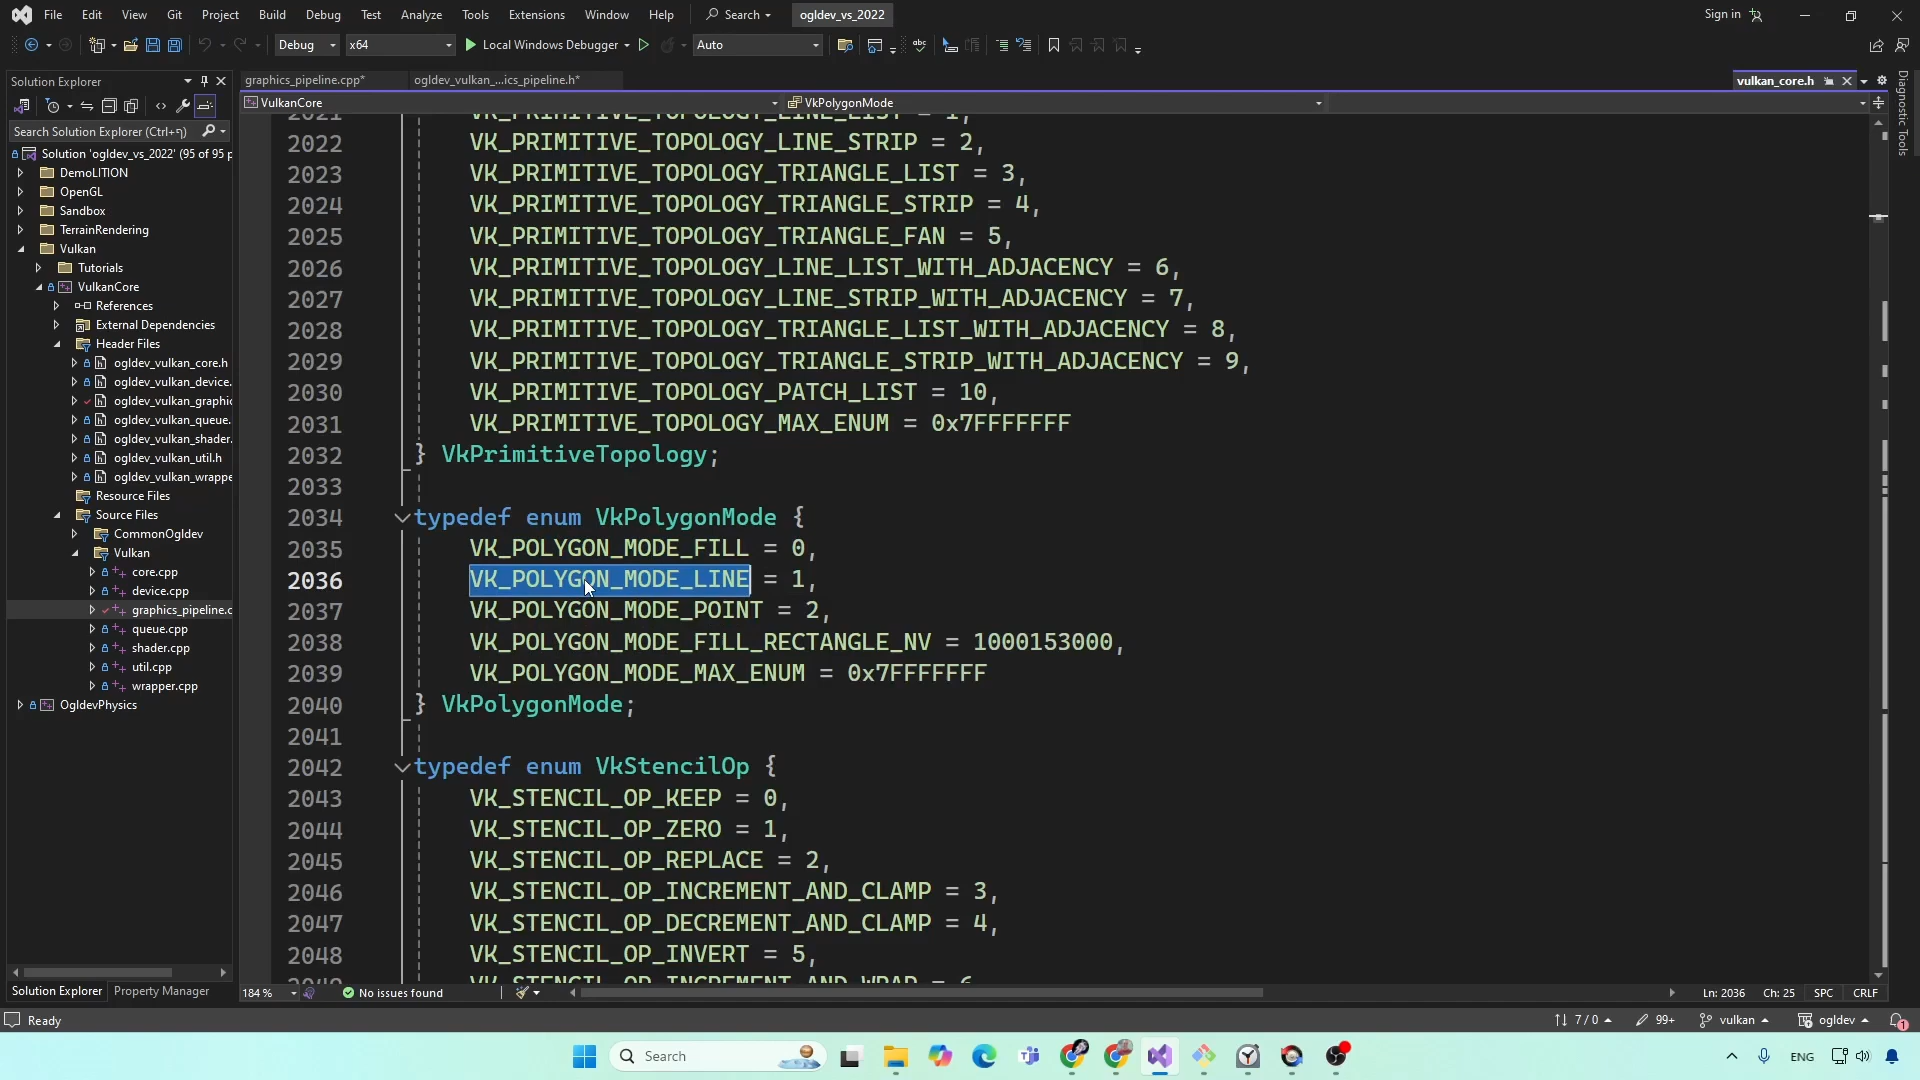 File Edit View Git Project Build Debug Test Analyze Tools Extensions Window Help Search ogldev_vs_2022 Sign in
Debug x64 Local Windows Debugger Auto
Solution Explorer
graphics_pipeline.cpp* ogldev_vulkan_...ics_pipeline.h* vulkan_core.h
VulkanCore VkPolygonMode
Search Solution Explorer (Ctrl+ף)
Solution 'ogldev_vs_2022' (95 of 95 p
DemoLITION
OpenGL
Sandbox
TerrainRendering
Vulkan
Tutorials
VulkanCore
References
External Dependencies
Header Files
ogldev_vulkan_core.h
ogldev_vulkan_device.
ogldev_vulkan_graphic
ogldev_vulkan_queue.
ogldev_vulkan_shader.
ogldev_vulkan_util.h
ogldev_vulkan_wrappe
Resource Files
Source Files
CommonOgldev
Vulkan
core.cpp
device.cpp
graphics_pipeline.c
queue.cpp
shader.cpp
util.cpp
wrapper.cpp
OgldevPhysics
Solution Explorer Property Manager
2021 VK_PRIMITIVE_TOPOLOGY_LINE_LIST = 1,
2022 VK_PRIMITIVE_TOPOLOGY_LINE_STRIP = 2,
2023 VK_PRIMITIVE_TOPOLOGY_TRIANGLE_LIST = 3,
2024 VK_PRIMITIVE_TOPOLOGY_TRIANGLE_STRIP = 4,
2025 VK_PRIMITIVE_TOPOLOGY_TRIANGLE_FAN = 5,
2026 VK_PRIMITIVE_TOPOLOGY_LINE_LIST_WITH_ADJACENCY = 6,
2027 VK_PRIMITIVE_TOPOLOGY_LINE_STRIP_WITH_ADJACENCY = 7,
2028 VK_PRIMITIVE_TOPOLOGY_TRIANGLE_LIST_WITH_ADJACENCY = 8,
2029 VK_PRIMITIVE_TOPOLOGY_TRIANGLE_STRIP_WITH_ADJACENCY = 9,
2030 VK_PRIMITIVE_TOPOLOGY_PATCH_LIST = 10,
2031 VK_PRIMITIVE_TOPOLOGY_MAX_ENUM = 0x7FFFFFFF
2032 } VkPrimitiveTopology;
2033
2034 typedef enum VkPolygonMode {
2035 VK_POLYGON_MODE_FILL = 0,
2036 VK_POLYGON_MODE_LINE = 1,
2037 VK_POLYGON_MODE_POINT = 2,
2038 VK_POLYGON_MODE_FILL_RECTANGLE_NV = 1000153000,
2039 VK_POLYGON_MODE_MAX_ENUM = 0x7FFFFFFF
2040 } VkPolygonMode;
2041
2042 typedef enum VkStencilOp {
2043 VK_STENCIL_OP_KEEP = 0,
2044 VK_STENCIL_OP_ZERO = 1,
2045 VK_STENCIL_OP_REPLACE = 2,
2046 VK_STENCIL_OP_INCREMENT_AND_CLAMP = 3,
2047 VK_STENCIL_OP_DECREMENT_AND_CLAMP = 4,
2048 VK_STENCIL_OP_INVERT = 5,
2049 VK_STENCIL_OP_INCREMENT_AND_WRAP = 6
Diagnostic Tools
184 % No issues found Ln: 2036 Ch: 25 SPC CRLF
Ready 7 / 0 99+ vulkan ogldev 1
Search ENG